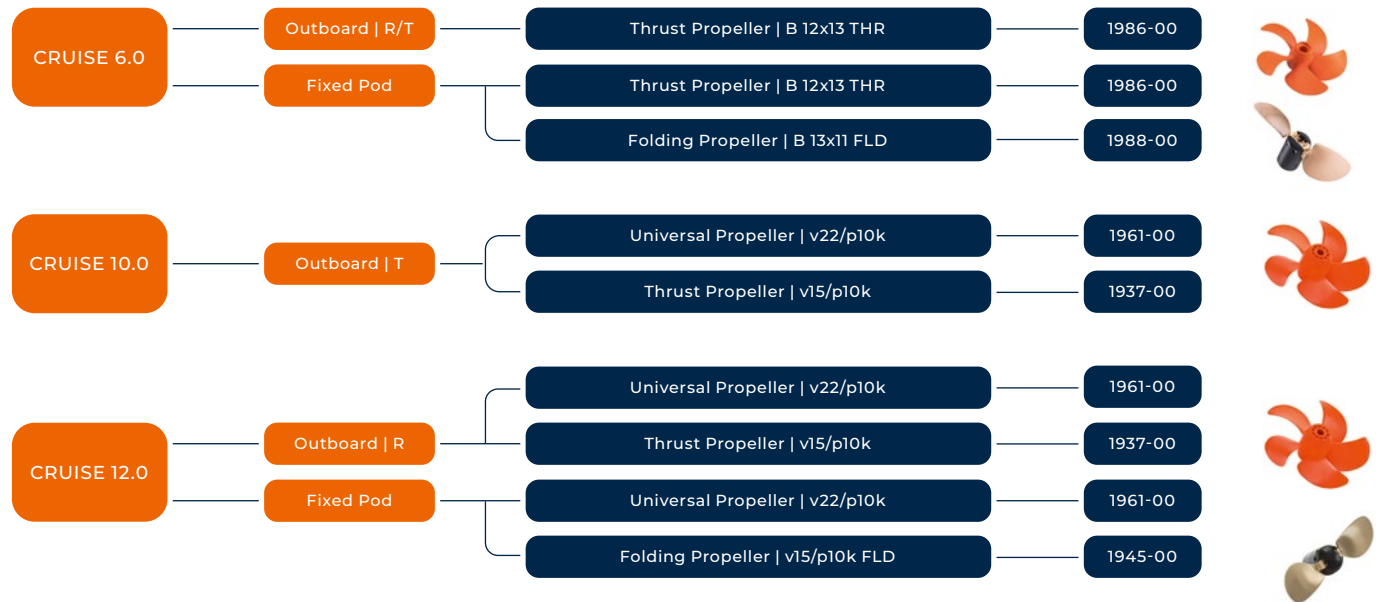 CRUISE 6.0
Outboard | R/T
Thrust Propeller | B 12x13 THR
1986-00
Fixed Pod
Thrust Propeller | B 12x13 THR
1986-00
Folding Propeller | B 13x11 FLD
1988-00
CRUISE 10.0
Outboard | T
Universal Propeller | v22/p10k
1961-00
Thrust Propeller | v15/p10k
1937-00
CRUISE 12.0
Outboard | R
Universal Propeller | v22/p10k
1961-00
Thrust Propeller | v15/p10k
1937-00
Fixed Pod
Universal Propeller | v22/p10k
1961-00
Folding Propeller | v15/p10k FLD
1945-00